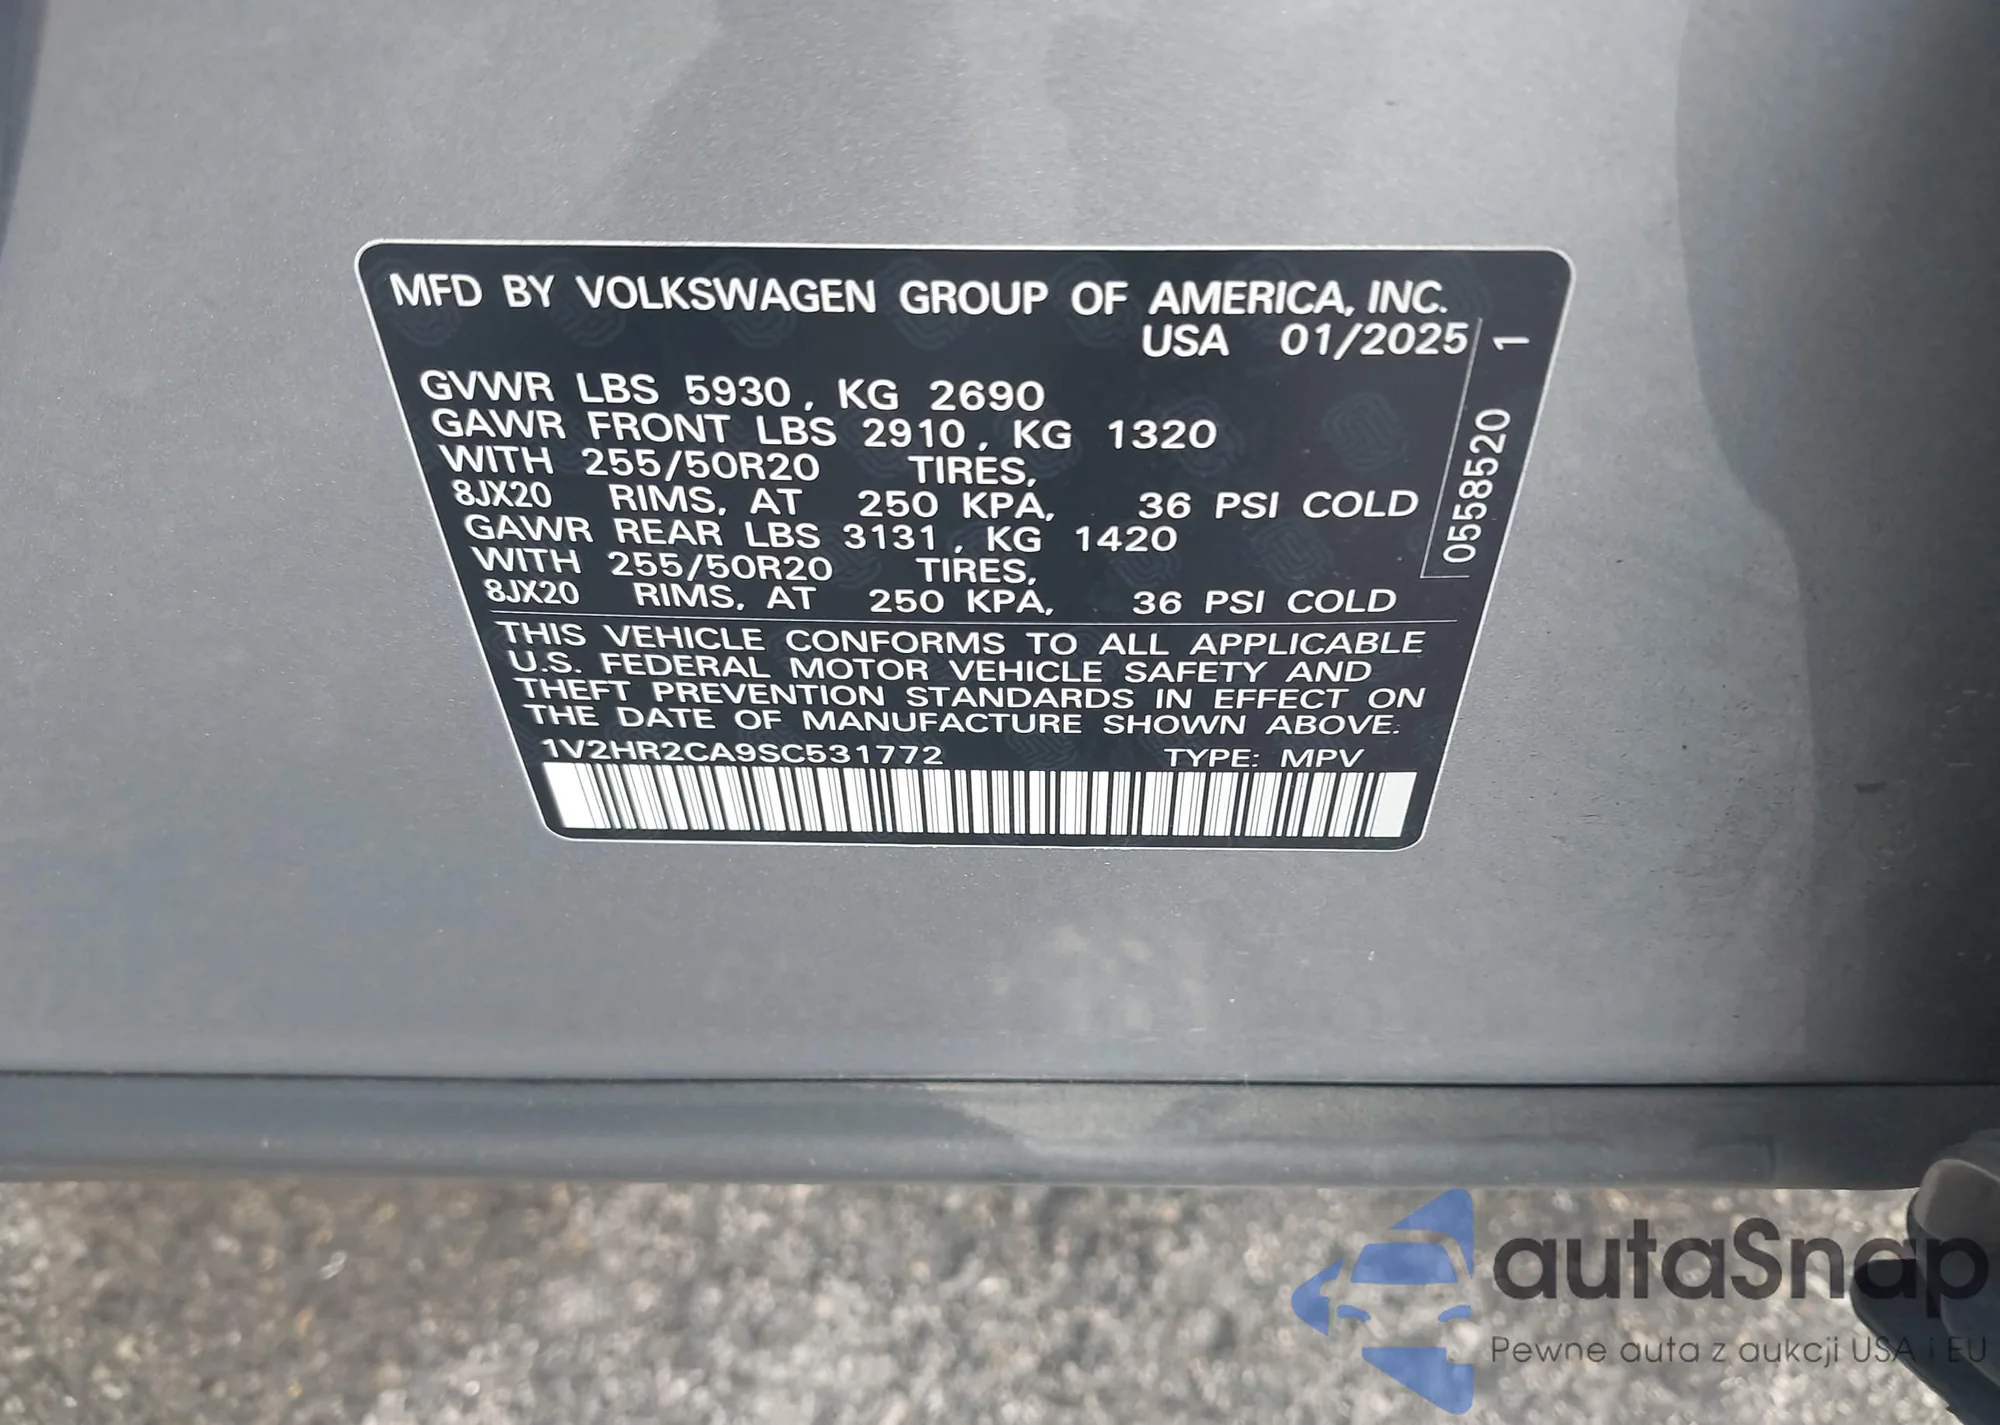 MFD BY VOLKSWAGEN GROUP OF AMERICA, INC.
USA 01/2025
GVWR LBS 5930, KG 2690
GAWR FRONT LBS 2910, KG 1320
WITH 255/50R20 TIRES,
8JX20 RIMS, AT 250 KPA, 36 PSI COLD
GAWR REAR LBS 3131, KG 1420
WITH 255/50R20 TIRES,
8JX20 RIMS, AT 250 KPA, 36 PSI COLD
0558520 1
THIS VEHICLE CONFORMS TO ALL APPLICABLE
U.S. FEDERAL MOTOR VEHICLE SAFETY AND
THEFT PREVENTION STANDARDS IN EFFECT ON
THE DATE OF MANUFACTURE SHOWN ABOVE.
1V2HR2CA9SC531772 TYPE: MPV
autaSnap
Pewne auta z aukcji USA i EU